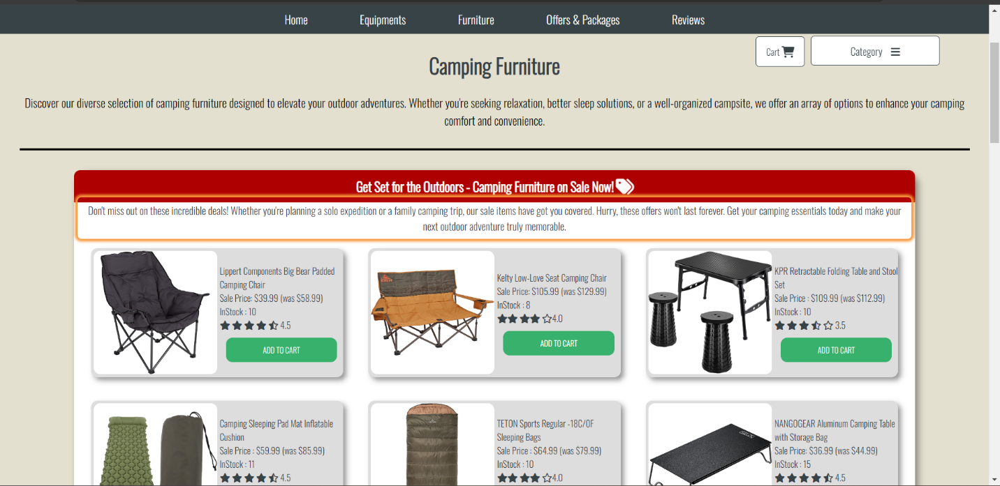 Home Equipments Furniture Offers & Packages Reviews
Cart Category
Camping Furniture
Discover our diverse selection of camping furniture designed to elevate your outdoor adventures. Whether you're seeking relaxation, better sleep solutions, or a well-organized campsite, we offer an array of options to enhance your camping
comfort and convenience.
Get Set for the Outdoors - Camping Furniture on Sale Now!
Don't miss out on these incredible deals! Whether you're planning a solo expedition or a family camping trip, our sale items have got you covered. Hurry, these offers won't last forever. Get your camping essentials today and make your
next outdoor adventure truly memorable.
Lippert Components Big Bear Padded
Camping Chair
Sale Price: $39.99 (was $58.99)
InStock : 10
4.5
ADD TO CART
Kelty Low-Love Seat Camping Chair
Sale Price: $105.99 (was $129.99)
InStock : 8
4.0
ADD TO CART
KPR Retractable Folding Table and Stool
Set
Sale Price : $109.99 (was $112.99)
InStock : 10
3.5
ADD TO CART
Camping Sleeping Pad Mat Inflatable
Cushion
Sale Price : $59.99 (was $85.99)
InStock : 11
4.5
TETON Sports Regular -18C/0F
Sleeping Bags
Sale Price : $64.99 (was $79.99)
InStock : 10
4.0
NANGOGEAR Aluminum Camping Table
with Storage Bag
Sale Price: $36.99 (was $44.99)
InStock : 15
4.5